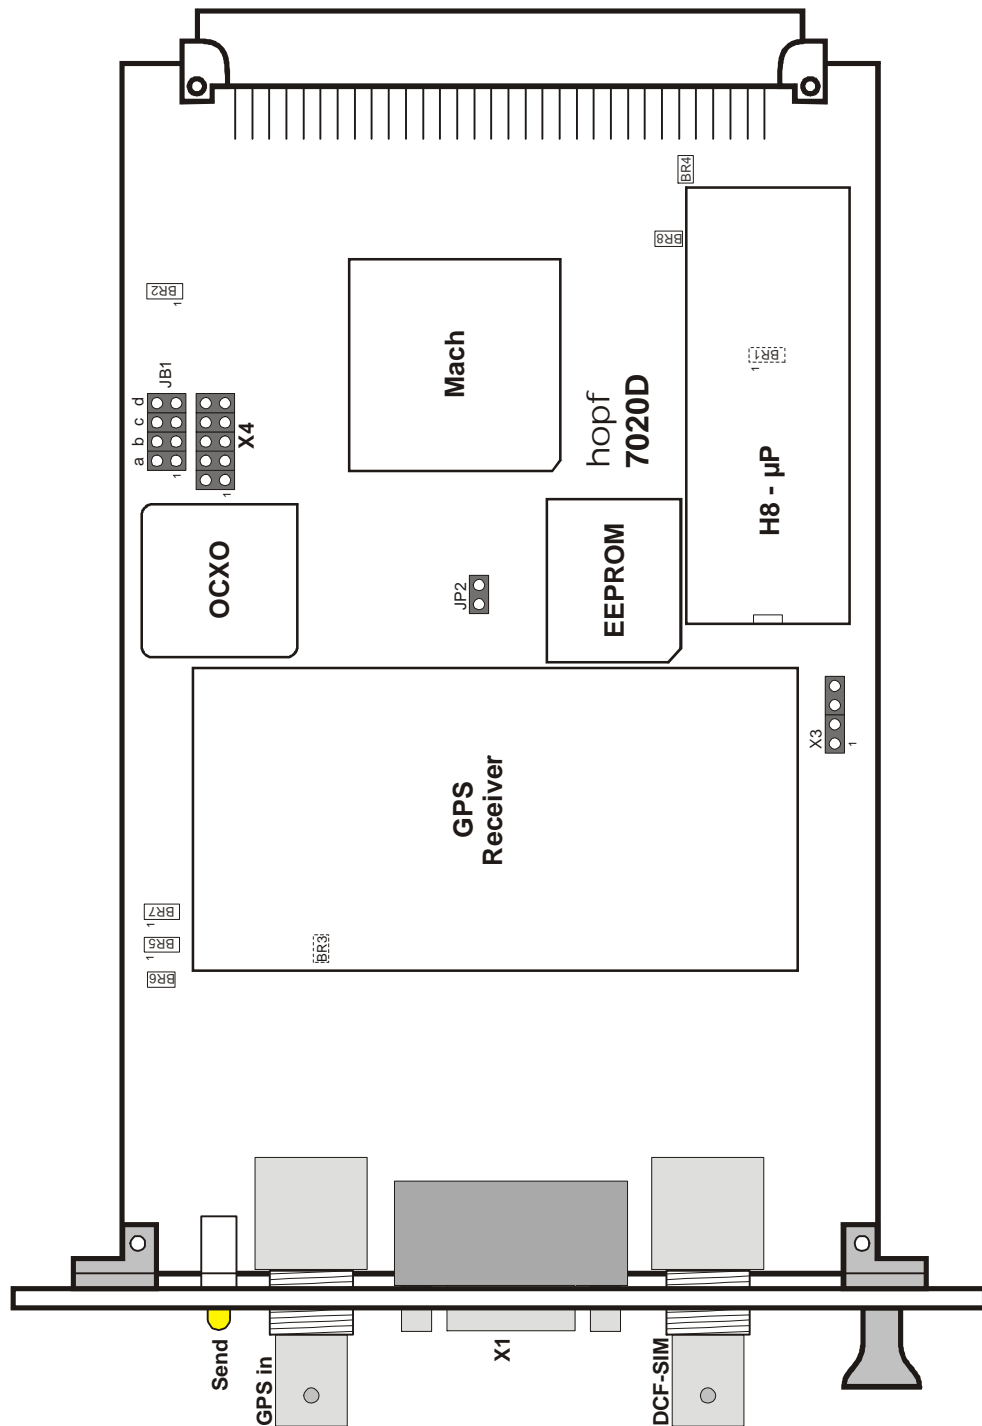 BR4
BR8
BR2
1
BR1
1
Mach
JB1
a b c d
1
X4
1
hopf
7020D
H8 - µP
OCXO
JP2
EEPROM
X3
1
GPS
Receiver
BR7
1
BR5
1
BR6
BR3
Send
GPS in
X1
DCF-SIM